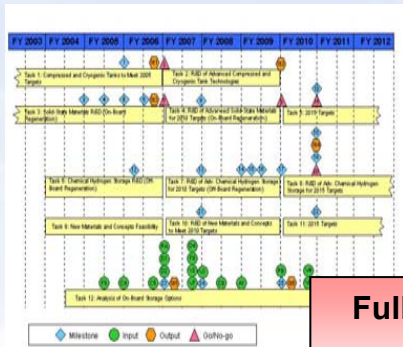 FY 2003 FY 2004 FY 2005 FY 2006 FY 2007 FY 2008 FY 2009 FY 2010 FY 2011 FY 2012
Task 1: Compressed and Cryogenic Tanks to Meet 2005
Targets
Task 2: R&D of Advanced Compressed and
Cryogenic Tank Technologies
Task 3: Solid-State Materials R&D (On-Board
Regeneration)
Task 4: R&D of Advanced Solid-State Materials
for 2010 Targets (On-Board Regeneration)
Task 5: 2015 Targets
Task 6: Chemical Hydrogen Storage R&D (Off-
Board Regeneration)
Task 7: R&D of Adv. Chemical Hydrogen Storage
for 2010 Targets (Off-Board Regeneration)
Task 8: R&D of Adv. Chemical Hydrogen
Storage for 2015 Targets
Task 9: New Materials and Concepts Feasibility
Task 10: R&D of New Materials and Concepts
to Meet 2010 Targets
Task 11: 2015 Targets
Task 12: Analysis of On-Board Storage Options
Milestone Input Output Go/No-go
Full